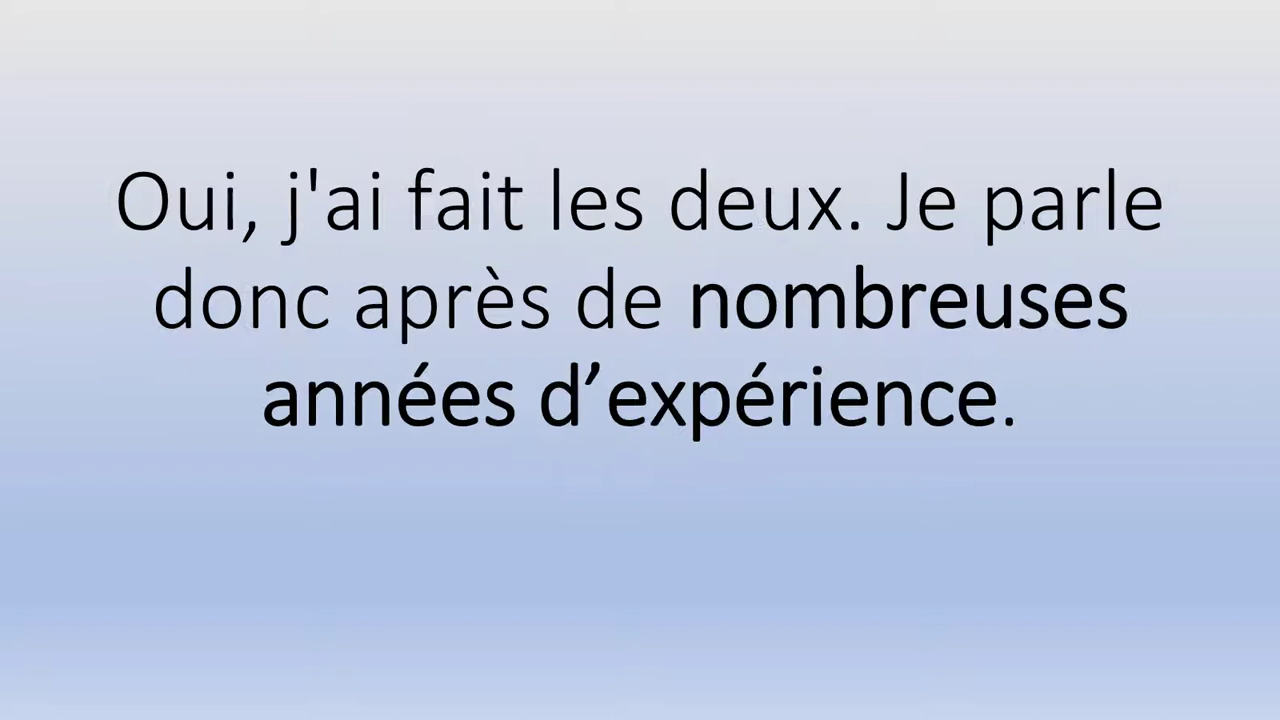 Oui, j'ai fait les deux. Je parle
donc après de nombreuses
années d’expérience.